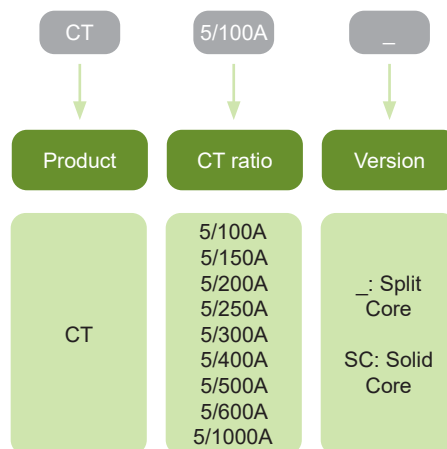 CT
5/100A
_
Product
CT ratio
Version
CT
5/100A
5/150A
5/200A
5/250A
5/300A
5/400A
5/500A
5/600A
5/1000A
_: Split
Core
SC: Solid
Core